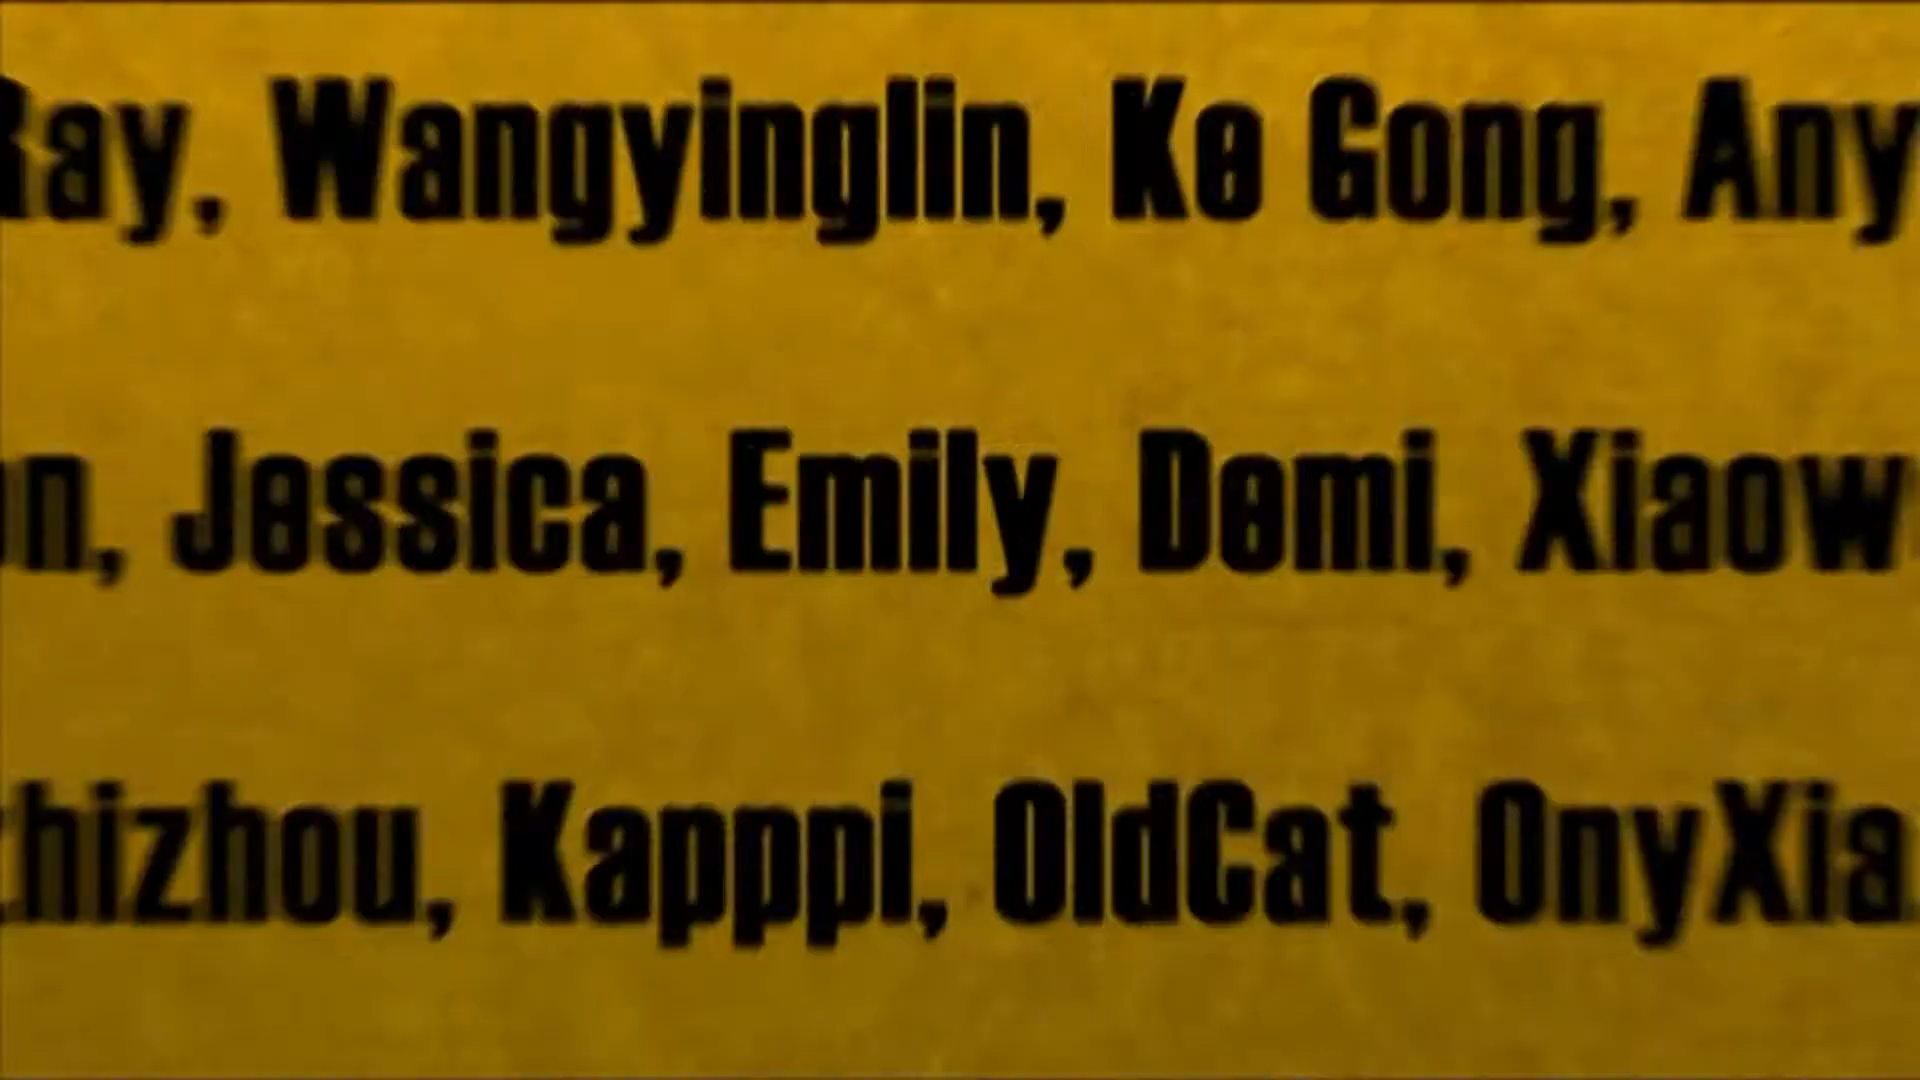 Ray, Wangyinglin, Ke Gong, Any
n, Jessica, Emily, Demi, Xiaow
hizhou, Kapppi, OldCat, OnyXia